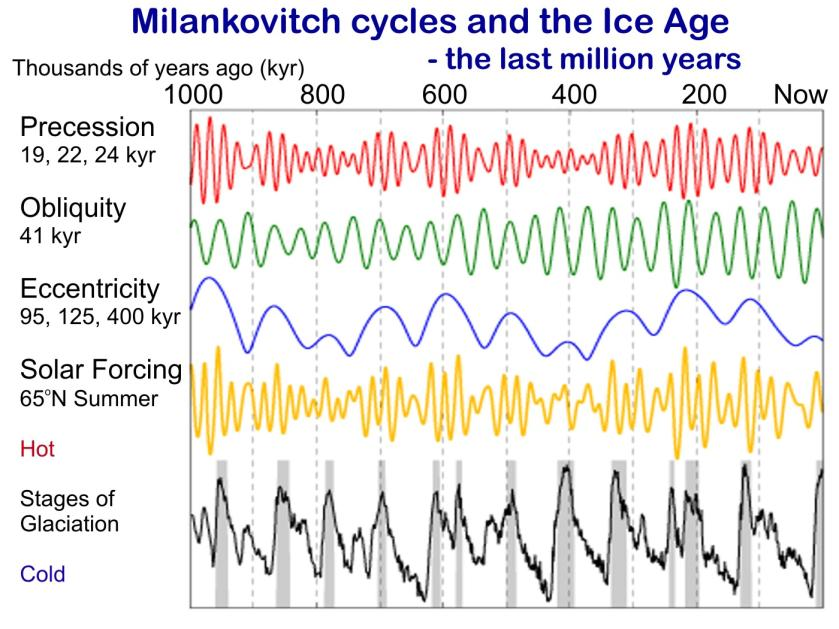 Milankovitch cycles and the Ice Age
- the last million years
Thousands of years ago (kyr)
1000 800 600 400 200 Now
Precession
19, 22, 24 kyr
Obliquity
41 kyr
Eccentricity
95, 125, 400 kyr
Solar Forcing
65°N Summer
Hot
Stages of
Glaciation
Cold